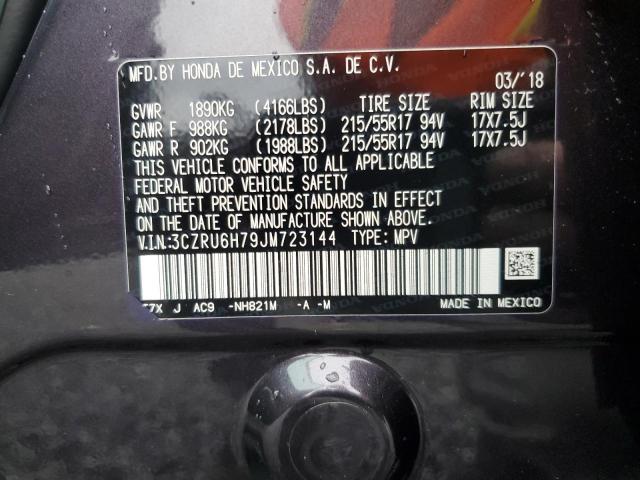 MFD. BY HONDA DE MEXICO S.A. DE C.V.
03/'18
GVWR 1890KG (4166LBS) TIRE SIZE RIM SIZE
GAWR F 988KG (2178LBS) 215/55R17 94V 17X7.5J
GAWR R 902KG (1988LBS) 215/55R17 94V 17X7.5J
THIS VEHICLE CONFORMS TO ALL APPLICABLE
FEDERAL MOTOR VEHICLE SAFETY
AND THEFT PREVENTION STANDARDS IN EFFECT
ON THE DATE OF MANUFACTURE SHOWN ABOVE.
V.I.N:3CZRU6H79JM723144 TYPE: MPV
T7X J AC9 -NH821M -A -M
MADE IN MEXICO